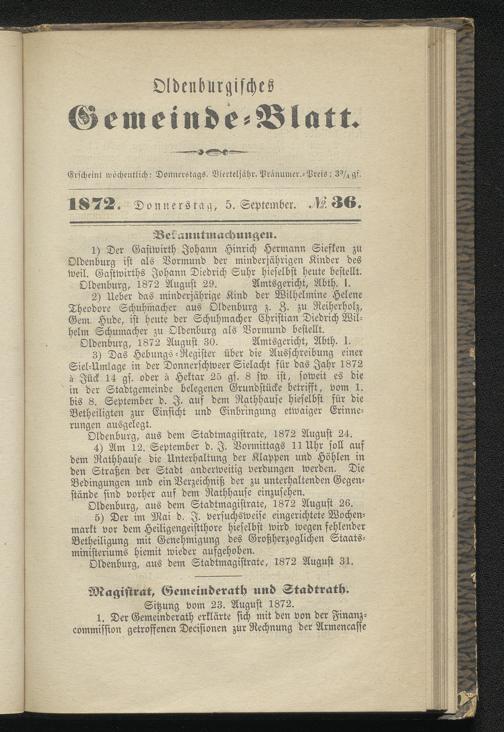 Oldenburgisches
Gemeinde-Blatt.
Erscheint wöchentlich: Donnerstags. Vierteljähr. Pränumer.-Preis: 3¾ gs.
1872. Donnerstag, 5. September. № 36.
Bekanntmachungen.
1) Der Gastwirth Johann Hinrich Hermann Siefken zu
Oldenburg ist als Vormund der minderjährigen Kinder des
weil. Gastwirths Johann Diedrich Suhr hieselbst heute bestellt.
Oldenburg, 1872 August 29. Amtsgericht, Abth. I.
2) Ueber das minderjährige Kind der Wilhelmine Helene
Theodore Schuhmacher aus Oldenburg z. Z. zu Reiherholz,
Gem. Hude, ist heute der Schuhmacher Christian Diedrich Wil-
helm Schumacher zu Oldenburg als Vormund bestellt.
Oldenburg, 1872 August 30. Amtsgericht, Abth. I.
3) Das Hebungs-Register über die Ausschreibung einer
Siel-Umlage in der Donnerschweer Sielacht für das Jahr 1872
à Jück 14 gs. oder à Hektar 25 gs. 8 sw. ist, soweit es die
in der Stadtgemeinde belegenen Grundstücke betrifft, vom 1.
bis 8. September d. J. auf dem Rathhause hieselbst für die
Betheiligten zur Einsicht und Einbringung etwaiger Erinne-
rungen ausgelegt.
Oldenburg, aus dem Stadtmagistrate, 1872 August 24.
4) Am 12. September d. J. Vormittags 11 Uhr soll auf
dem Rathhause die Unterhaltung der Klappen und Höhlen in
den Straßen der Stadt anderweitig verdungen werden. Die
Bedingungen und ein Verzeichniß der zu unterhaltenden Gegen-
stände sind vorher auf dem Rathhause einzusehen.
Oldenburg, aus dem Stadtmagistrate, 1872 August 26.
5) Der im Mai d. J. versuchsweise eingerichtete Wochen-
markt vor dem Heiligengeistthore hieselbst wird wegen fehlender
Betheiligung mit Genehmigung des Großherzoglichen Staats-
ministeriums hiemit wieder aufgehoben.
Oldenburg, aus dem Stadtmagistrate, 1872 August 31.
Magistrat, Gemeinderath und Stadtrath.
Sitzung vom 23. August 1872.
1. Der Gemeinderath erklärte sich mit den von der Finanz-
commission getroffenen Decisionen zur Rechnung der Armencasse